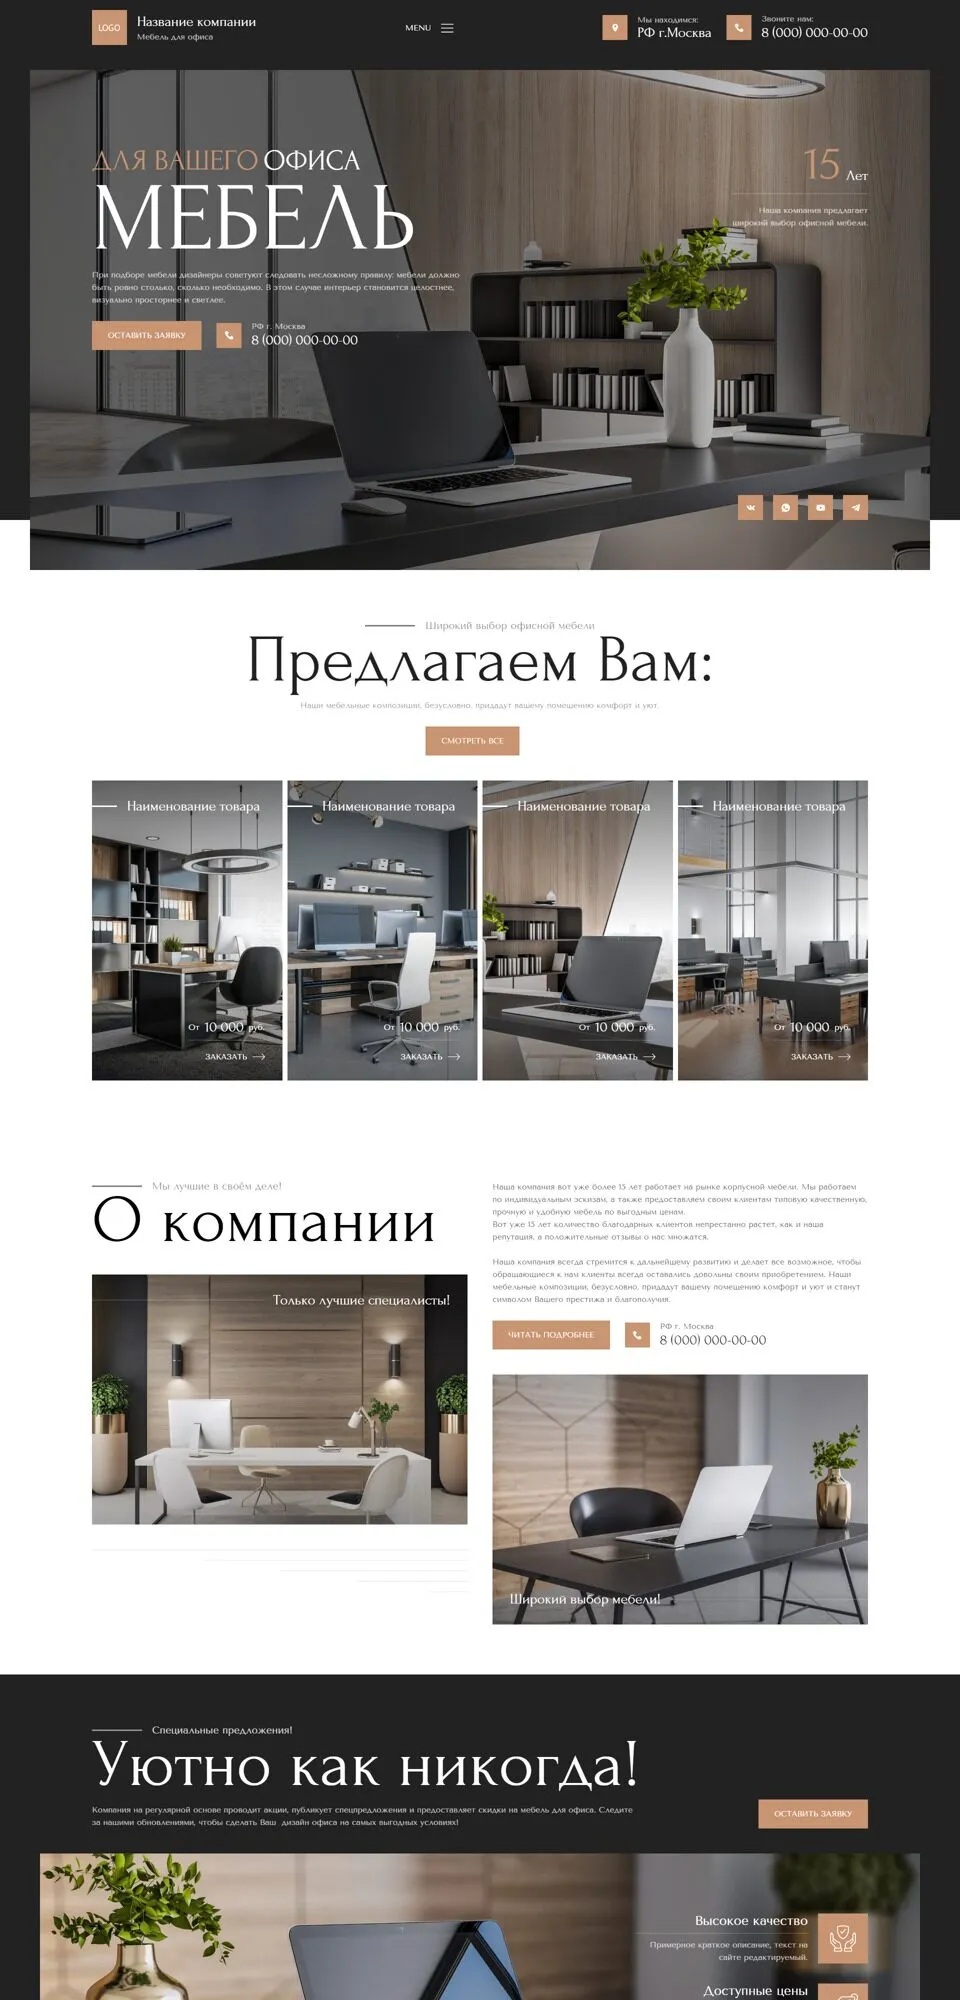 LOGO
Название компании
Мебель для офиса
MENU
Мы находимся:
РФ г.Москва
Звоните нам:
8 (000) 000-00-00
ДЛЯ ВАШЕГО ОФИСА
МЕБЕЛЬ
При подборе мебели дизайнеры советуют следовать несложному правилу: мебели должно
быть ровно столько, сколько необходимо. В этом случае интерьер становится целостнее,
визуально просторнее и светлее.
ОСТАВИТЬ ЗАЯВКУ
РФ г. Москва
8 (000) 000-00-00
15 Лет
Наша компания предлагает
широкий выбор офисной мебели.
Широкий выбор офисной мебели
Предлагаем Вам:
Наши мебельные композиции, безусловно, придадут вашему помещению комфорт и уют.
СМОТРЕТЬ ВСЕ
Наименование товара
От 10 000 руб.
ЗАКАЗАТЬ
Наименование товара
От 10 000 руб.
ЗАКАЗАТЬ
Наименование товара
От 10 000 руб.
ЗАКАЗАТЬ
Наименование товара
От 10 000 руб.
ЗАКАЗАТЬ
Мы лучшие в своём деле!
О компании
Только лучшие специалисты!
Наша компания вот уже более 15 лет работает на рынке корпусной мебели. Мы работаем
по индивидуальным эскизам, а также предоставляем своим клиентам типовую качественную,
прочную и удобную мебель по выгодным ценам.
Вот уже 15 лет количество благодарных клиентов непрестанно растет, как и наша
репутация, а положительные отзывы о нас множатся.
Наша компания всегда стремится к дальнейшему развитию и делает все возможное, чтобы
обращающиеся к нам клиенты всегда оставались довольны своим приобретением. Наши
мебельные композиции, безусловно, придадут вашему помещению комфорт и уют и станут
символом Вашего престижа и благополучия.
ЧИТАТЬ ПОДРОБНЕЕ
РФ г. Москва
8 (000) 000-00-00
Широкий выбор мебели!
Специальные предложения!
Уютно как никогда!
Компания на регулярной основе проводит акции, публикует спецпредложения и предоставляет скидки на мебель для офиса. Следите
за нашими обновлениями, чтобы сделать Ваш дизайн офиса на самых выгодных условиях!
ОСТАВИТЬ ЗАЯВКУ
Высокое качество
Примерное краткое описание, текст на
сайте редактируемый.
Доступные цены